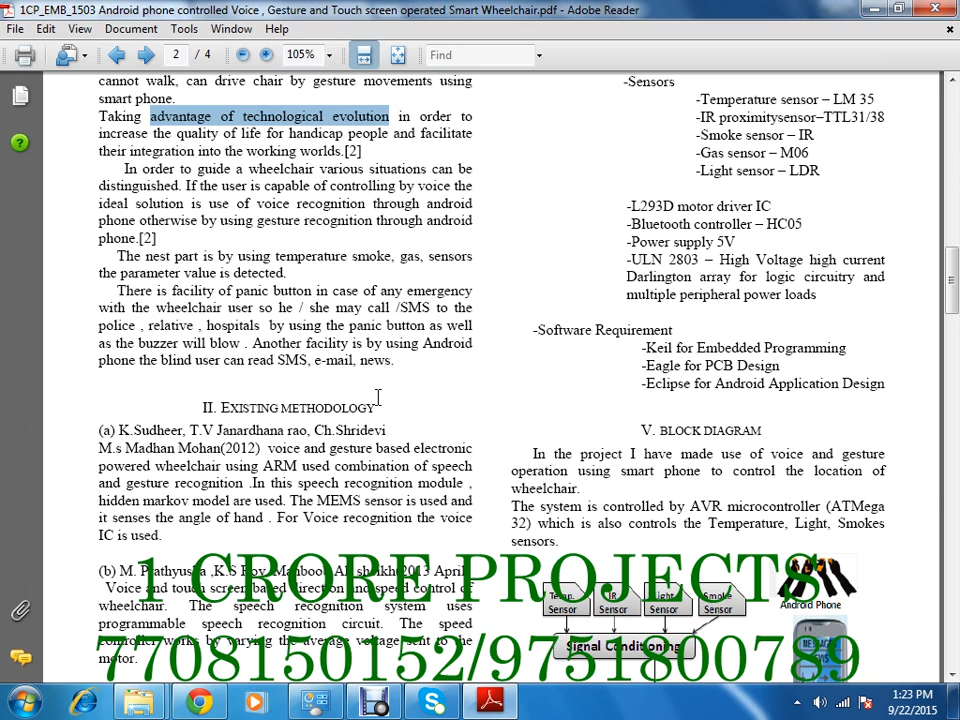 1CP_EMB_1503 Android phone controlled Voice , Gesture and Touch screen operated Smart Wheelchair.pdf - Adobe Reader
File Edit View Document Tools Window Help
2 / 4
105%
Find
cannot walk, can drive chair by gesture movements using
smart phone.
Taking advantage of technological evolution in order to
increase the quality of life for handicap people and facilitate
their integration into the working worlds.[2]
In order to guide a wheelchair various situations can be
distinguished. If the user is capable of controlling by voice the
ideal solution is use of voice recognition through android
phone otherwise by using gesture recognition through android
phone.[2]
The nest part is by using temperature smoke, gas, sensors
the parameter value is detected.
There is facility of panic button in case of any emergency
with the wheelchair user so he / she may call /SMS to the
police , relative , hospitals by using the panic button as well
as the buzzer will blow . Another facility is by using Android
phone the blind user can read SMS, e-mail, news.
II. EXISTING METHODOLOGY
(a) K.Sudheer, T.V Janardhana rao, Ch.Shridevi
M.s Madhan Mohan(2012) voice and gesture based electronic
powered wheelchair using ARM used combination of speech
and gesture recognition .In this speech recognition module ,
hidden markov model are used. The MEMS sensor is used and
it senses the angle of hand . For Voice recognition the voice
IC is used.
(b) M. Prathyusha ,K.S Roy, Mahboob Ali sheikh(2013 April)
Voice and touch screen based direction and speed control of
wheelchair. The speech recognition system uses
programmable speech recognition circuit. The speed
controller works by varying the average voltage sent to the
motor.
-Sensors
-Temperature sensor – LM 35
-IR proximitysensor–TTL31/38
-Smoke sensor – IR
-Gas sensor – M06
-Light sensor – LDR
-L293D motor driver IC
-Bluetooth controller – HC05
-Power supply 5V
-ULN 2803 – High Voltage high current
Darlington array for logic circuitry and
multiple peripheral power loads
-Software Requirement
-Keil for Embedded Programming
-Eagle for PCB Design
-Eclipse for Android Application Design
V. BLOCK DIAGRAM
In the project I have made use of voice and gesture
operation using smart phone to control the location of
wheelchair.
The system is controlled by AVR microcontroller (ATMega
32) which is also controls the Temperature, Light, Smokes
sensors.
Temp. Sensor
IR Sensor
Light Sensor
Smoke Sensor
Signal Conditioning
Android Phone
MESSAGES
1 CRORE PROJECTS
7708150152/9751800789
1:23 PM
9/22/2015